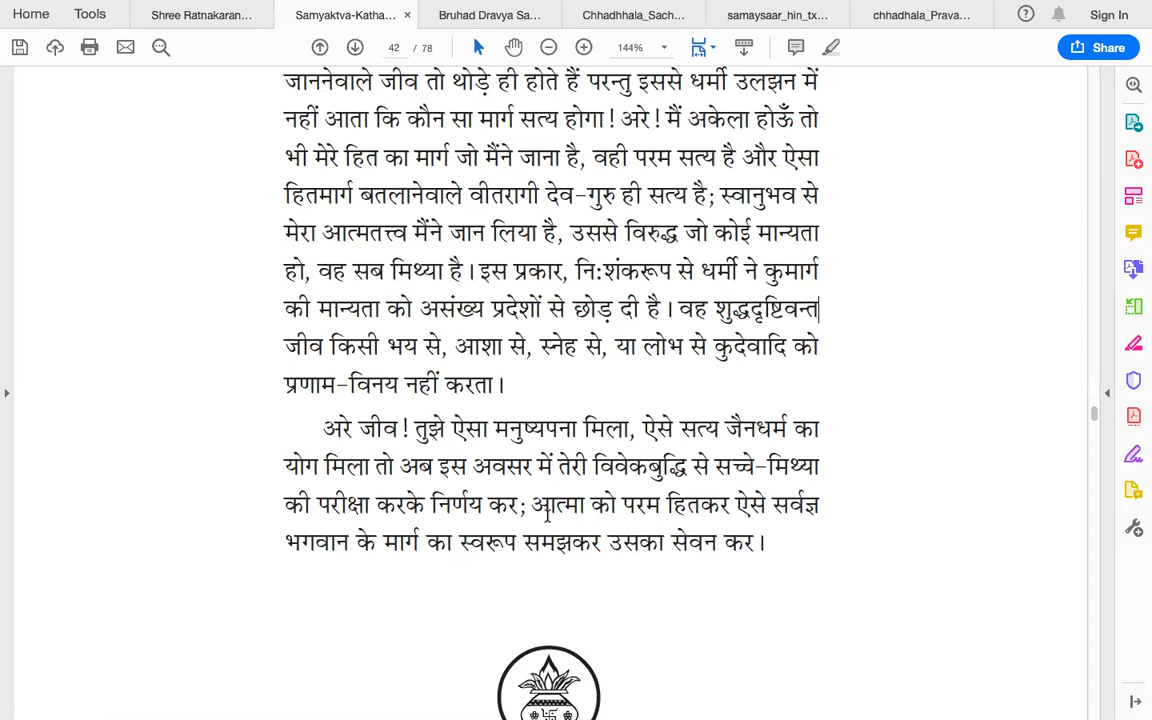 Home Tools Shree Ratnakaran... Samyaktva-Katha... × Bruhad Dravya Sa... Chhadhhala_Sach... samaysaar_hin_tx... chhadhala_Prava... Sign In
42 / 78 144% Share
जाननेवाले जीव तो थोड़े ही होते हैं परन्तु इससे धर्मी उलझन में
नहीं आता कि कौन सा मार्ग सत्य होगा! अरे! मैं अकेला होऊँ तो
भी मेरे हित का मार्ग जो मैंने जाना है, वही परम सत्य है और ऐसा
हितमार्ग बतलानेवाले वीतरागी देव-गुरु ही सत्य है; स्वानुभव से
मेरा आत्मतत्त्व मैंने जान लिया है, उससे विरुद्ध जो कोई मान्यता
हो, वह सब मिथ्या है। इस प्रकार, नि:शंकरूप से धर्मी ने कुमार्ग
की मान्यता को असंख्य प्रदेशों से छोड़ दी है। वह शुद्धदृष्टिवन्त
जीव किसी भय से, आशा से, स्नेह से, या लोभ से कुदेवादि को
प्रणाम-विनय नहीं करता।
अरे जीव! तुझे ऐसा मनुष्यपना मिला, ऐसे सत्य जैनधर्म का
योग मिला तो अब इस अवसर में तेरी विवेकबुद्धि से सच्चे-मिथ्या
की परीक्षा करके निर्णय कर; आत्मा को परम हितकर ऐसे सर्वज्ञ
भगवान के मार्ग का स्वरूप समझकर उसका सेवन कर।